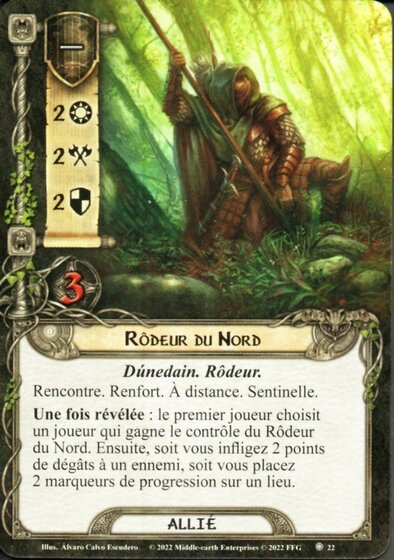 –
2
2
2
3
Rôdeur du Nord
Dúnedain. Rôdeur.
Rencontre. Renfort. À distance. Sentinelle.
Une fois révélée : le premier joueur choisit
un joueur qui gagne le contrôle du Rôdeur
du Nord. Ensuite, soit vous infligez 2 points
de dégâts à un ennemi, soit vous placez
2 marqueurs de progression sur un lieu.
Allié
Illus. Álvaro Calvo Escudero © 2022 Middle-earth Enterprises © 2022 FFG 22